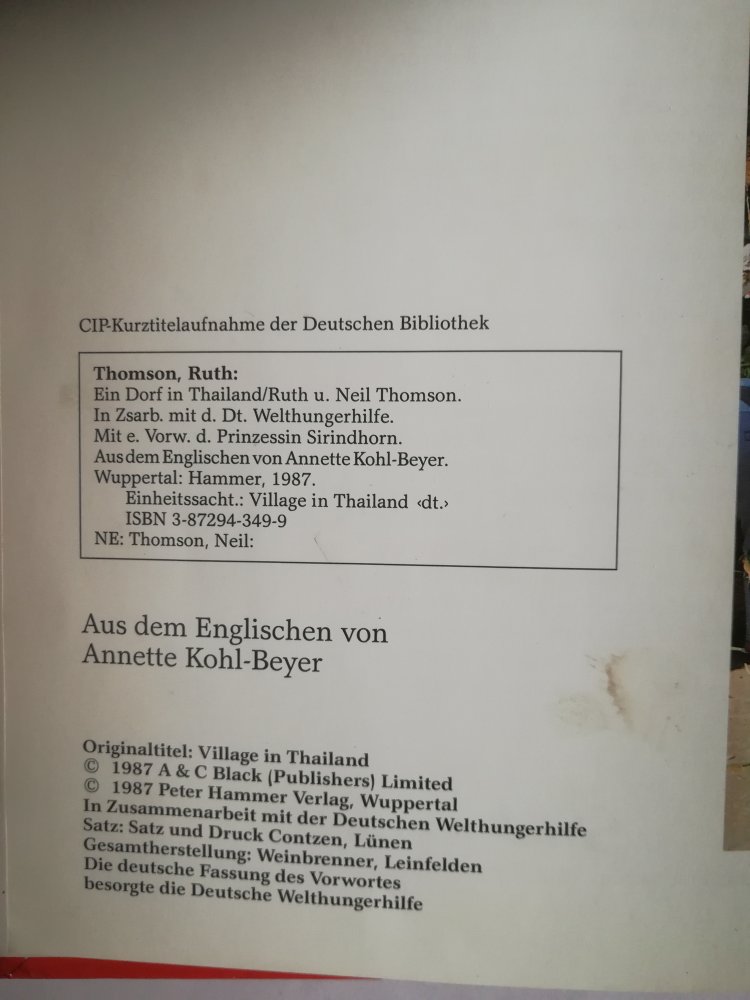 CIP-Kurztitelaufnahme der Deutschen Bibliothek
Thomson, Ruth:
Ein Dorf in Thailand/Ruth u. Neil Thomson.
In Zsarb. mit d. Dt. Welthungerhilfe.
Mit e. Vorw. d. Prinzessin Sirindhorn.
Aus dem Englischen von Annette Kohl-Beyer.
Wuppertal: Hammer, 1987.
Einheitssacht.: Village in Thailand ‹dt.›
ISBN 3-87294-349-9
NE: Thomson, Neil:
Aus dem Englischen von
Annette Kohl-Beyer
Originaltitel: Village in Thailand
© 1987 A & C Black (Publishers) Limited
© 1987 Peter Hammer Verlag, Wuppertal
In Zusammenarbeit mit der Deutschen Welthungerhilfe
Satz: Satz und Druck Contzen, Lünen
Gesamtherstellung: Weinbrenner, Leinfelden
Die deutsche Fassung des Vorwortes
besorgte die Deutsche Welthungerhilfe